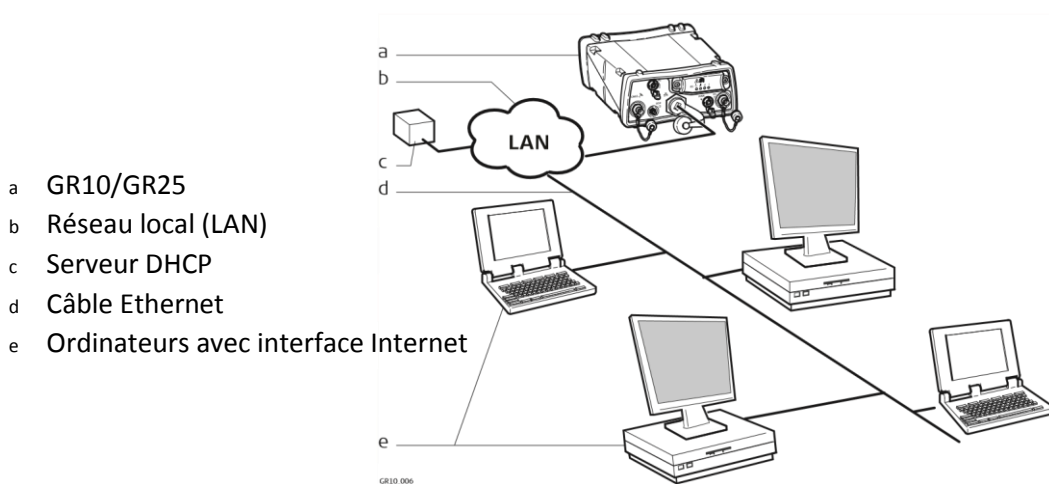 a GR10/GR25
b Réseau local (LAN)
c Serveur DHCP
d Câble Ethernet
e Ordinateurs avec interface Internet
a
b
LAN
c
d
e
GR10_006